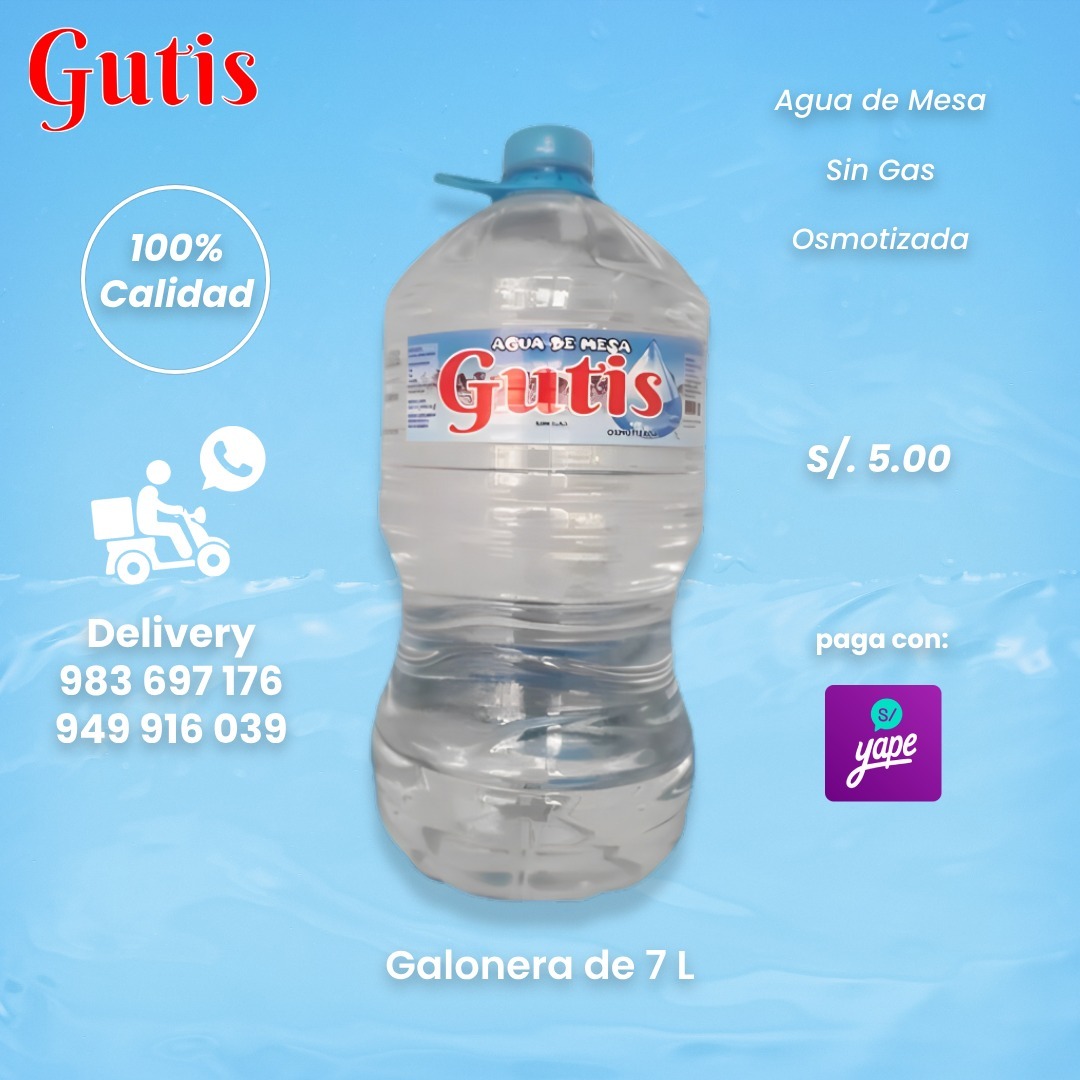 Gutis
Agua de Mesa
Sin Gas
Osmotizada
100%
Calidad
AGUA DE MESA
Gutis
S/. 5.00
Delivery
983 697 176
949 916 039
paga con:
S/
yape
Galonera de 7 L